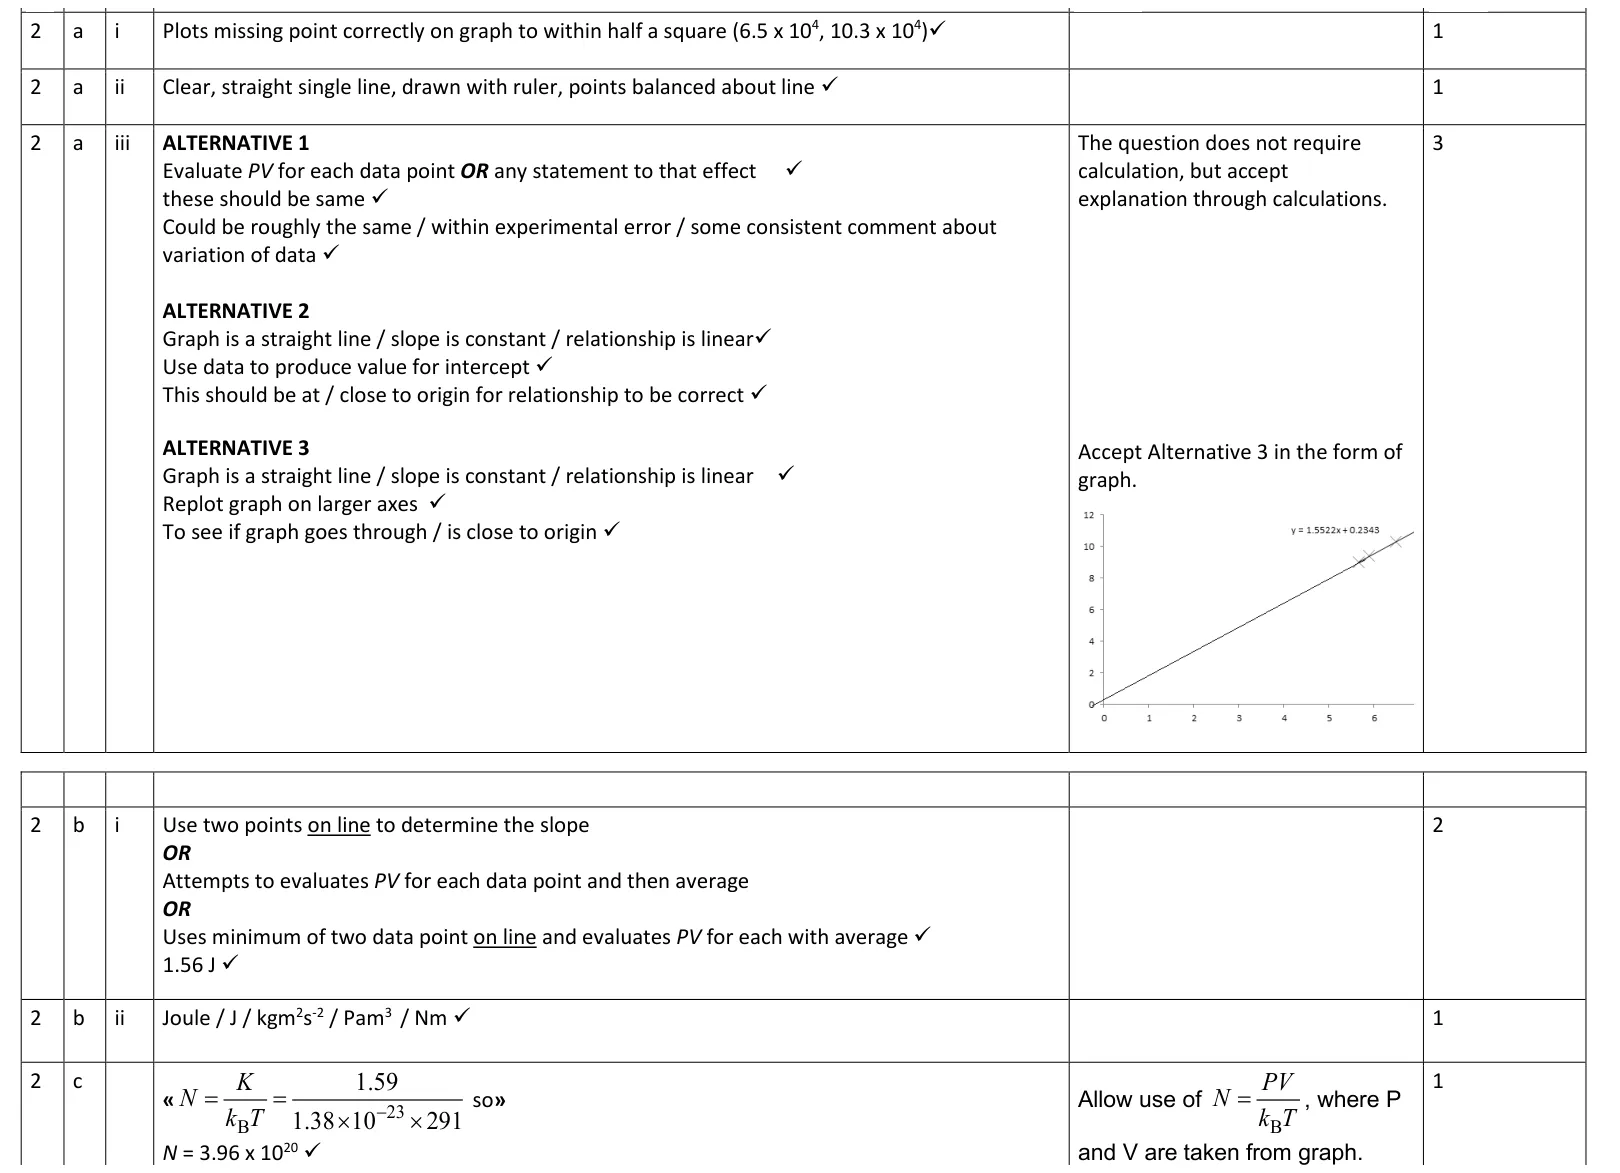 2 a i Plots missing point correctly on graph to within half a square (6.5 x 10⁴, 10.3 x 10⁴)✓ 1
2 a ii Clear, straight single line, drawn with ruler, points balanced about line ✓ 1
2 a iii ALTERNATIVE 1 The question does not require 3
Evaluate PV for each data point OR any statement to that effect ✓ calculation, but accept
these should be same ✓ explanation through calculations.
Could be roughly the same / within experimental error / some consistent comment about
variation of data ✓
ALTERNATIVE 2
Graph is a straight line / slope is constant / relationship is linear✓
Use data to produce value for intercept ✓
This should be at / close to origin for relationship to be correct ✓
ALTERNATIVE 3 Accept Alternative 3 in the form of
Graph is a straight line / slope is constant / relationship is linear ✓ graph.
Replot graph on larger axes ✓
To see if graph goes through / is close to origin ✓
12
y = 1.5522x + 0.2343
10
8
6
4
2
0
0 1 2 3 4 5 6
2 b i Use two points on line to determine the slope 2
OR
Attempts to evaluates PV for each data point and then average
OR
Uses minimum of two data point on line and evaluates PV for each with average ✓
1.56 J ✓
2 b ii Joule / J / kgm²s⁻² / Pam³ / Nm ✓ 1
2 c «N = K/(k_BT) = 1.59/(1.38×10⁻²³×291) so» Allow use of N = PV/(k_BT), where P 1
N = 3.96 x 10²⁰ ✓ and V are taken from graph.